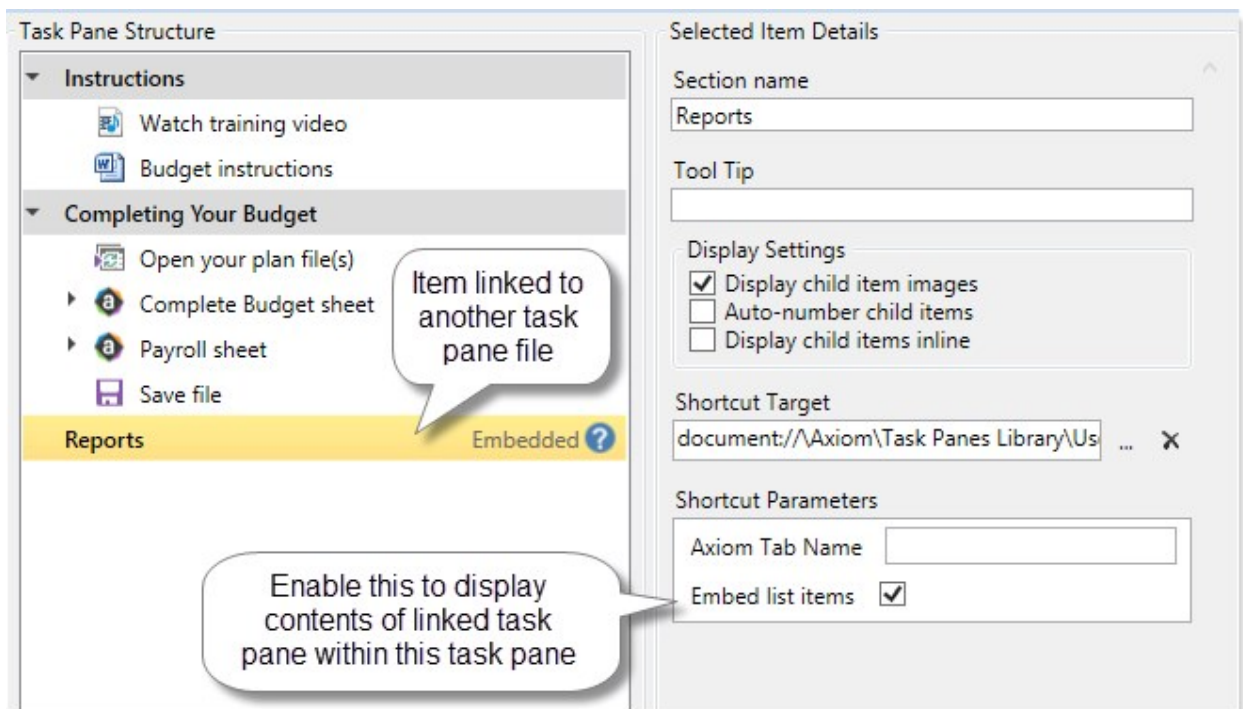 Task Pane Structure
Instructions
Watch training video
Budget instructions
Completing Your Budget
Open your plan file(s)
Complete Budget sheet
Payroll sheet
Save file
Reports
Embedded
Item linked to
another task
pane file
Enable this to display
contents of linked task
pane within this task pane
Selected Item Details
Section name
Reports
Tool Tip
Display Settings
Display child item images
Auto-number child items
Display child items inline
Shortcut Target
document://\Axiom\Task Panes Library\Us
...
Shortcut Parameters
Axiom Tab Name
Embed list items